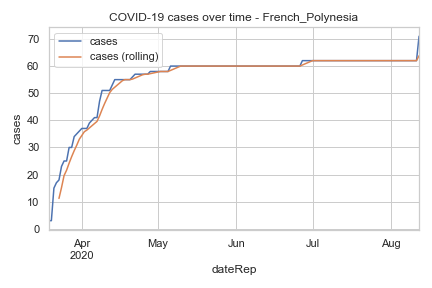 COVID-19 cases over time - French_Polynesia
cases
cases (rolling)
70
60
50
40
30
20
10
0
cases
Apr
2020
May
Jun
Jul
Aug
dateRep